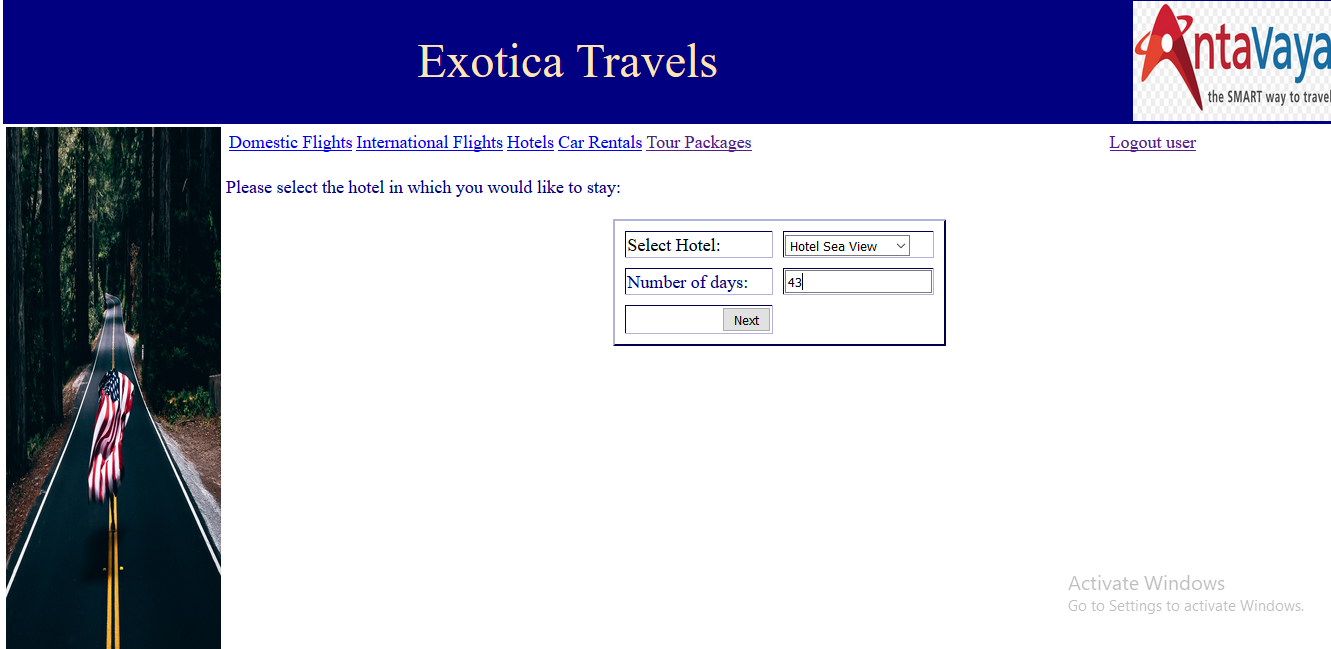 Exotica Travels
AntaVaya
the SMART way to travel
Domestic Flights International Flights Hotels Car Rentals Tour Packages Logout user
Please select the hotel in which you would like to stay:
Select Hotel: Hotel Sea View
Number of days: 43
Next
Activate Windows
Go to Settings to activate Windows.